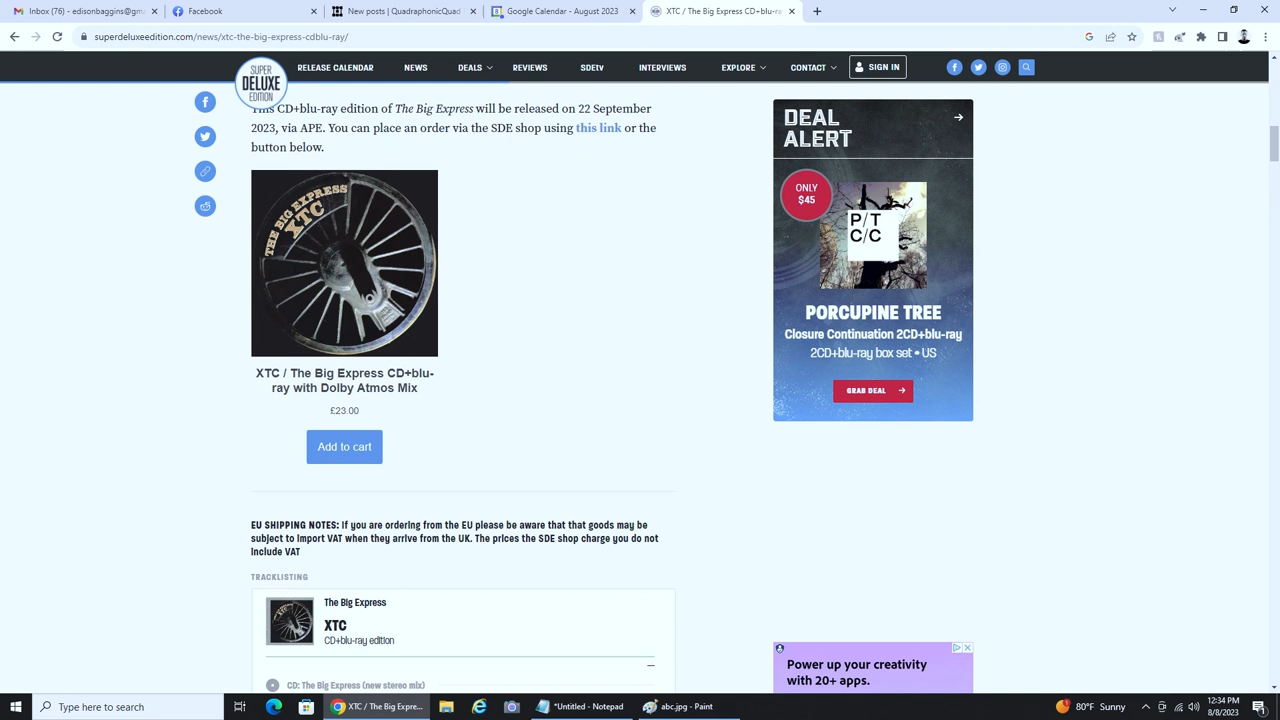 Inbox (76) - edisonbaggins@gm
Facebook
New posts | QuadraphonicQuad
Google Calendar - August 2023
XTC / The Big Express CD+blu-ra
superdeluxeedition.com/news/xtc-the-big-express-cdblu-ray/
SUPER
DELUXE
EDITION
RELEASE CALENDAR
NEWS
DEALS
REVIEWS
SDEtv
INTERVIEWS
EXPLORE
CONTACT
SIGN IN
This CD+blu-ray edition of The Big Express will be released on 22 September
2023, via APE. You can place an order via the SDE shop using this link or the
button below.
THE BIG EXPRESS
XTC
XTC / The Big Express CD+blu-
ray with Dolby Atmos Mix
£23.00
Add to cart
EU SHIPPING NOTES: If you are ordering from the EU please be aware that that goods may be
subject to import VAT when they arrive from the UK. The prices the SDE shop charge you do not
include VAT
TRACKLISTING
The Big Express
XTC
CD+blu-ray edition
CD: The Big Express (new stereo mix)
DEAL
ALERT
ONLY
$45
P/T
C/C
PORCUPINE TREE
Closure Continuation 2CD+blu-ray
2CD+blu-ray box set • US
GRAB DEAL
Power up your creativity
with 20+ apps.
Type here to search
XTC / The Big Expre...
*Untitled - Notepad
abc.jpg - Paint
80°F Sunny
12:34 PM
8/8/2023